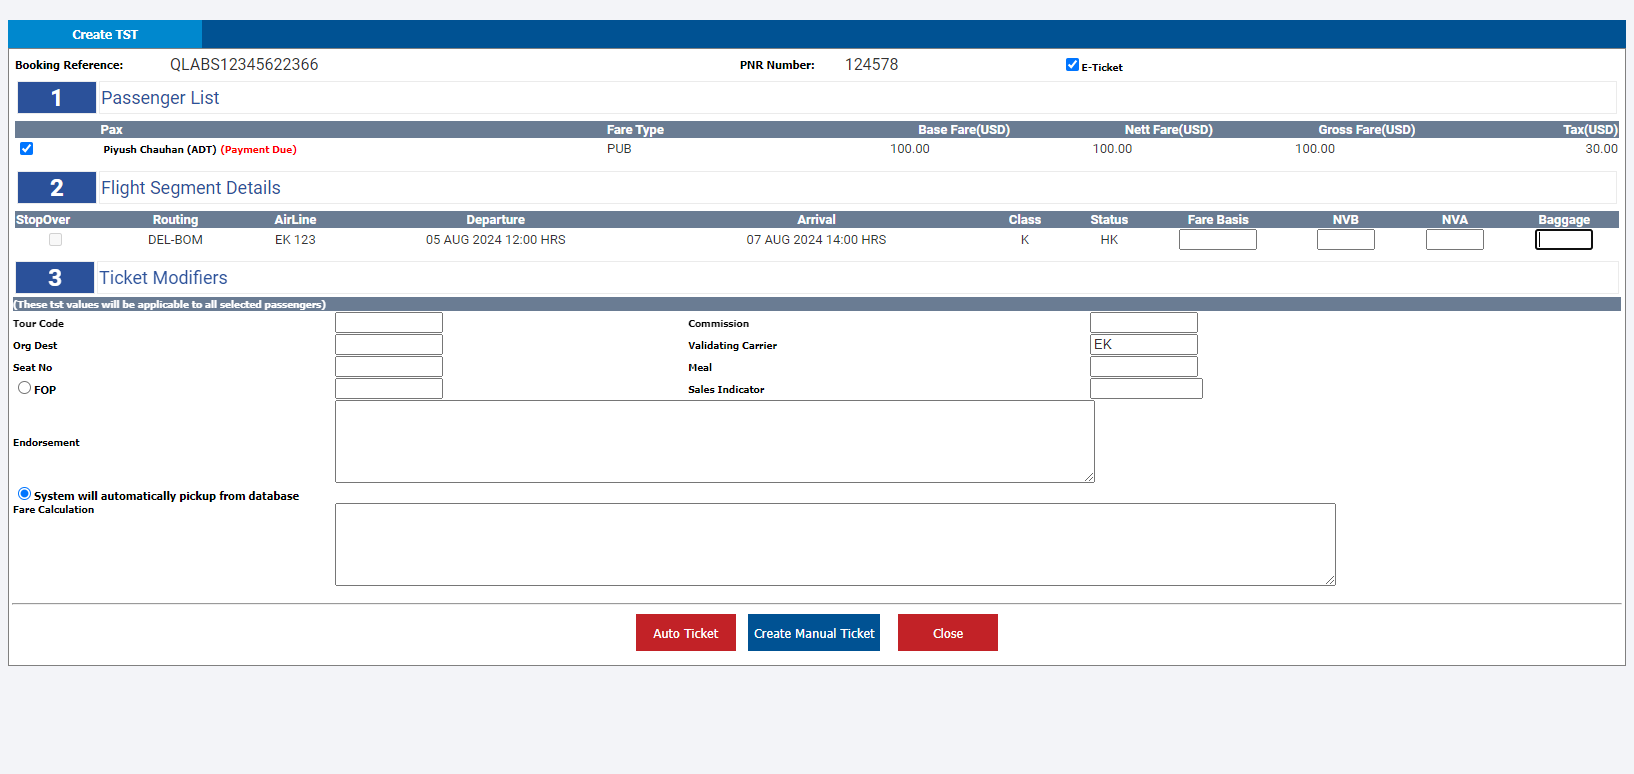 Create TST
Booking Reference: QLABS12345622366 PNR Number: 124578 E-Ticket
1 Passenger List
Pax Fare Type Base Fare(USD) Nett Fare(USD) Gross Fare(USD) Tax(USD)
Piyush Chauhan (ADT) (Payment Due) PUB 100.00 100.00 100.00 30.00
2 Flight Segment Details
StopOver Routing AirLine Departure Arrival Class Status Fare Basis NVB NVA Baggage
DEL-BOM EK 123 05 AUG 2024 12:00 HRS 07 AUG 2024 14:00 HRS K HK
3 Ticket Modifiers
(These tst values will be applicable to all selected passengers)
Tour Code Commission
Org Dest Validating Carrier EK
Seat No Meal
FOP Sales Indicator
Endorsement
System will automatically pickup from database
Fare Calculation
Auto Ticket Create Manual Ticket Close